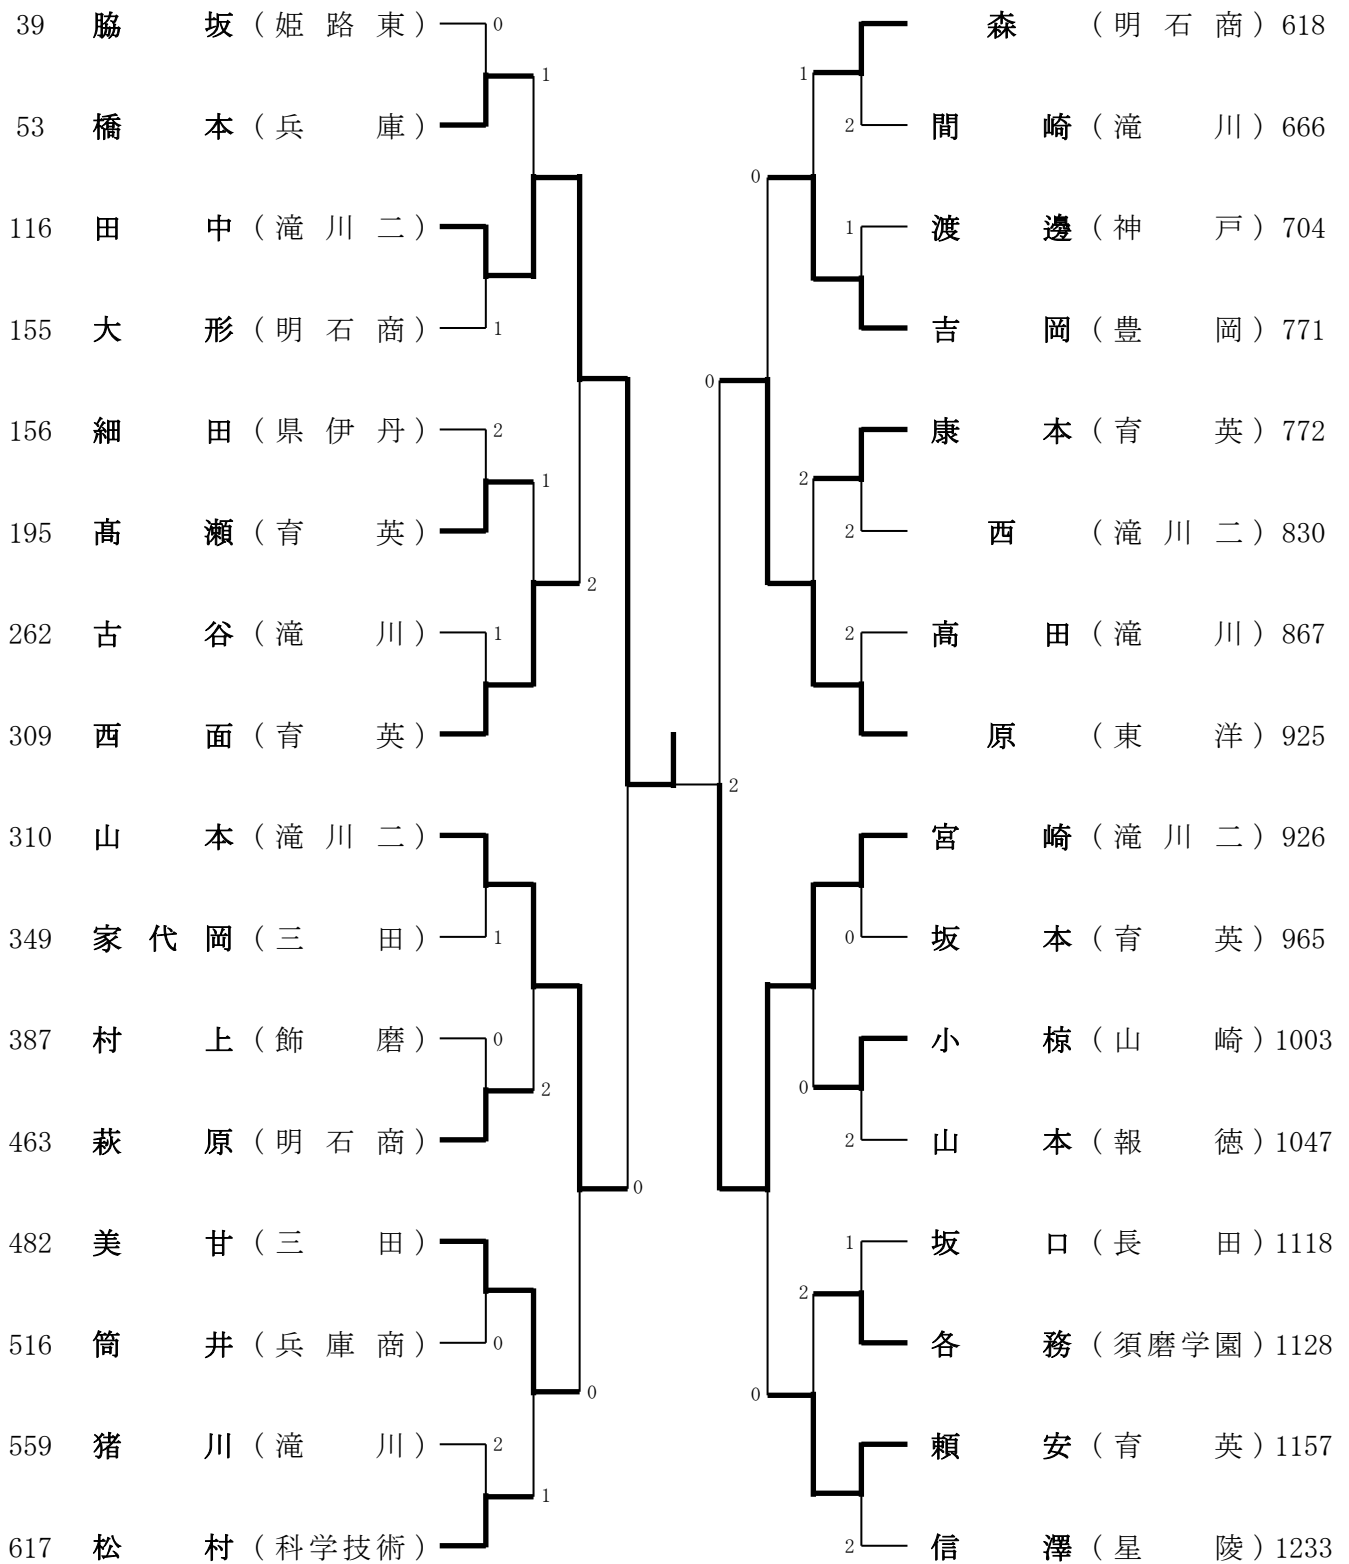 39 脇坂（姫路東） 0
1
53 橋本（兵庫）
116 田中（滝川二）
155 大形（明石商） 1
156 細田（県伊丹） 2
1
195 髙瀬（育英）
2
262 古谷（滝川） 1
309 西面（育英）
310 山本（滝川二）
349 家代岡（三田） 1
387 村上（飾磨） 0
2
463 萩原（明石商）
0
482 美甘（三田）
516 筒井（兵庫商） 0
0
559 猪川（滝川） 2
1
617 松村（科学技術）
森（明石商）618
1
2 間崎（滝川）666
0
1 渡邊（神戸）704
吉岡（豊岡）771
0
康本（育英）772
2
2 西（滝川二）830
2 高田（滝川）867
原（東洋）925
2
宮崎（滝川二）926
0 坂本（育英）965
小椋（山崎）1003
0
2 山本（報徳）1047
1 坂口（長田）1118
2
各務（須磨学園）1128
0
頼安（育英）1157
2 信澤（星陵）1233